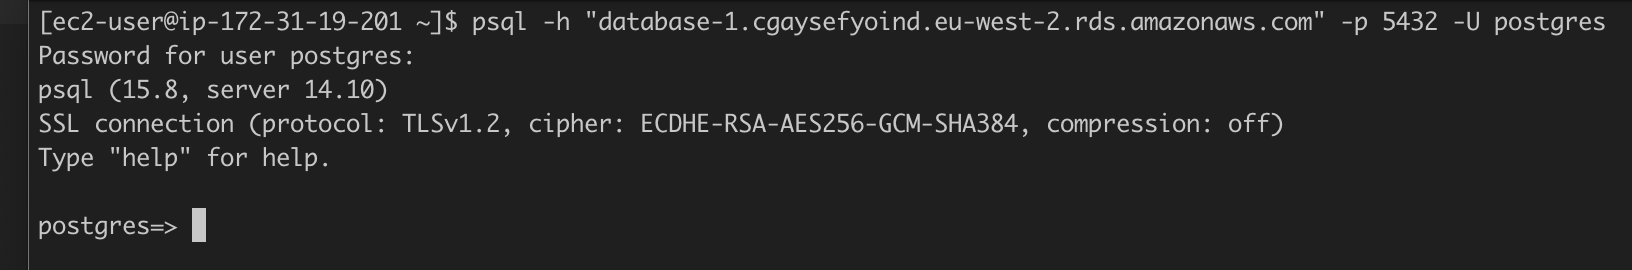 [ec2-user@ip-172-31-19-201 ~]$ psql -h "database-1.cgaysefyoind.eu-west-2.rds.amazonaws.com" -p 5432 -U postgres
Password for user postgres:
psql (15.8, server 14.10)
SSL connection (protocol: TLSv1.2, cipher: ECDHE-RSA-AES256-GCM-SHA384, compression: off)
Type "help" for help.
postgres=>